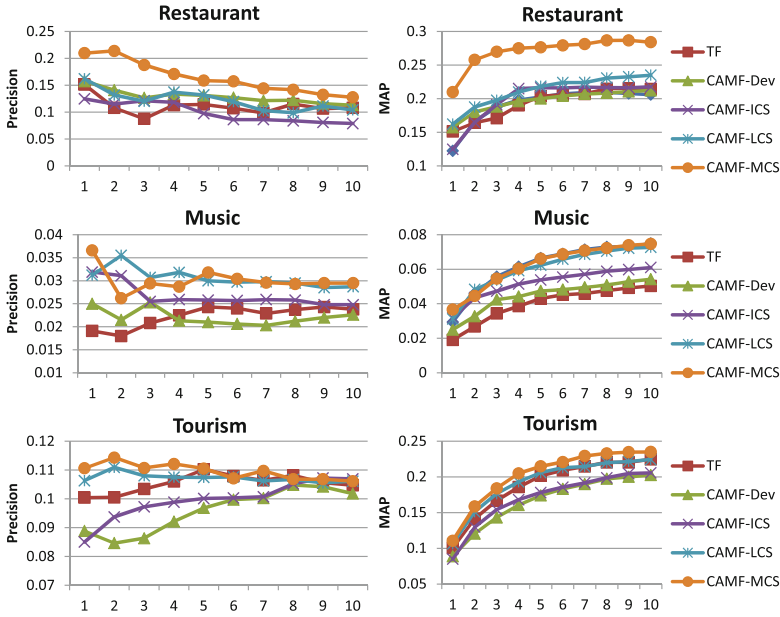 Restaurant
Precision
0.25
0.2
0.15
0.1
0.05
0
1 2 3 4 5 6 7 8 9 10
Restaurant
MAP
0.3
0.25
0.2
0.15
0.1
1 2 3 4 5 6 7 8 9 10
TF
CAMF-Dev
CAMF-ICS
CAMF-LCS
CAMF-MCS
Music
Precision
0.04
0.035
0.03
0.025
0.02
0.015
0.01
1 2 3 4 5 6 7 8 9 10
Music
MAP
0.08
0.06
0.04
0.02
0
1 2 3 4 5 6 7 8 9 10
TF
CAMF-Dev
CAMF-ICS
CAMF-LCS
CAMF-MCS
Tourism
Precision
0.12
0.11
0.1
0.09
0.08
0.07
1 2 3 4 5 6 7 8 9 10
Tourism
MAP
0.25
0.2
0.15
0.1
0.05
1 2 3 4 5 6 7 8 9 10
TF
CAMF-Dev
CAMF-ICS
CAMF-LCS
CAMF-MCS